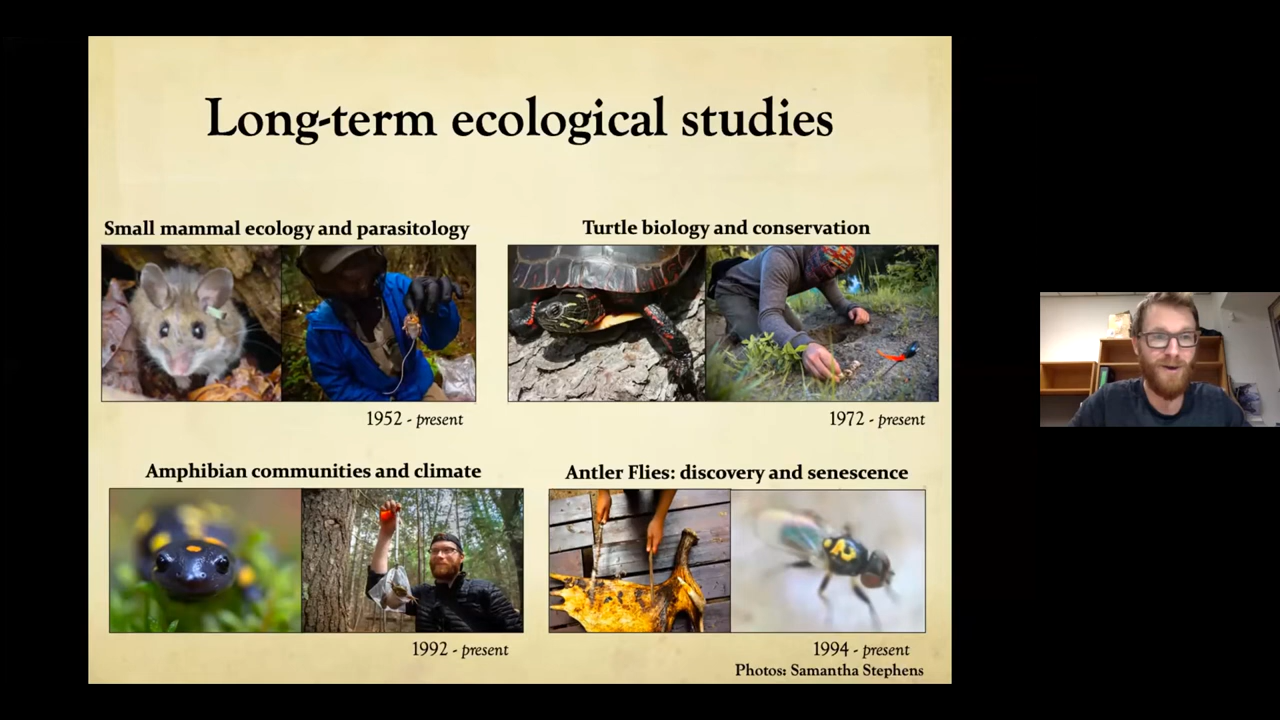 Long-term ecological studies
Small mammal ecology and parasitology
Turtle biology and conservation
1952 - present
1972 - present
Amphibian communities and climate
Antler Flies: discovery and senescence
1992 - present
1994 - present
Photos: Samantha Stephens